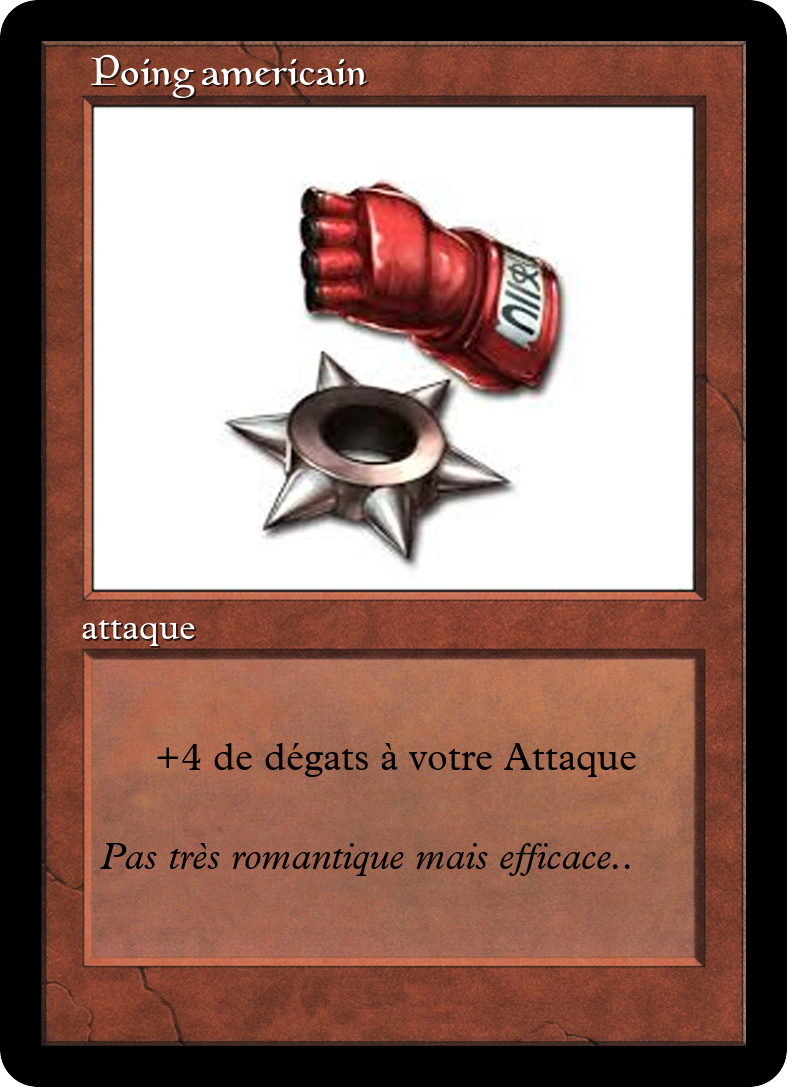 Poing americain
attaque
+4 de dégats à votre Attaque
Pas très romantique mais efficace..